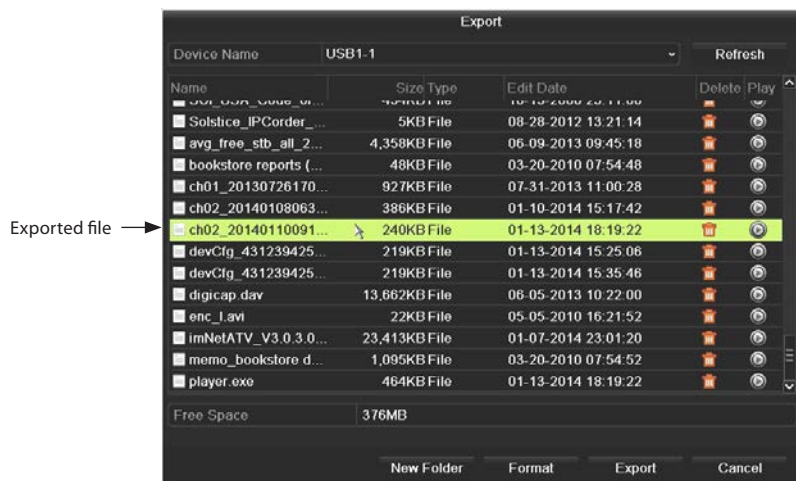 Export
Device Name USB1-1 Refresh
Name Size Type Edit Date Delete Play
Solstice_IPCorder_... 5KB File 08-28-2012 13:21:14
avg_free_stb_all_2... 4,358KB File 06-09-2013 09:45:18
bookstore reports (... 48KB File 03-20-2010 07:54:48
ch01_20130726170... 927KB File 07-31-2013 11:00:28
ch02_20140108063... 386KB File 01-10-2014 15:17:42
Exported file ch02_20140110091... 240KB File 01-13-2014 18:19:22
devCfg_431239425... 219KB File 01-13-2014 15:25:06
devCfg_431239425... 219KB File 01-13-2014 15:35:46
digicap.dav 13,662KB File 06-05-2013 10:22:00
enc_l.avi 22KB File 05-05-2010 16:21:52
imNetATV_V3.0.3.0... 23,413KB File 01-07-2014 23:01:20
memo_bookstore d... 1,095KB File 03-20-2010 07:54:52
player.exe 464KB File 01-13-2014 18:19:22
Free Space 376MB
New Folder Format Export Cancel